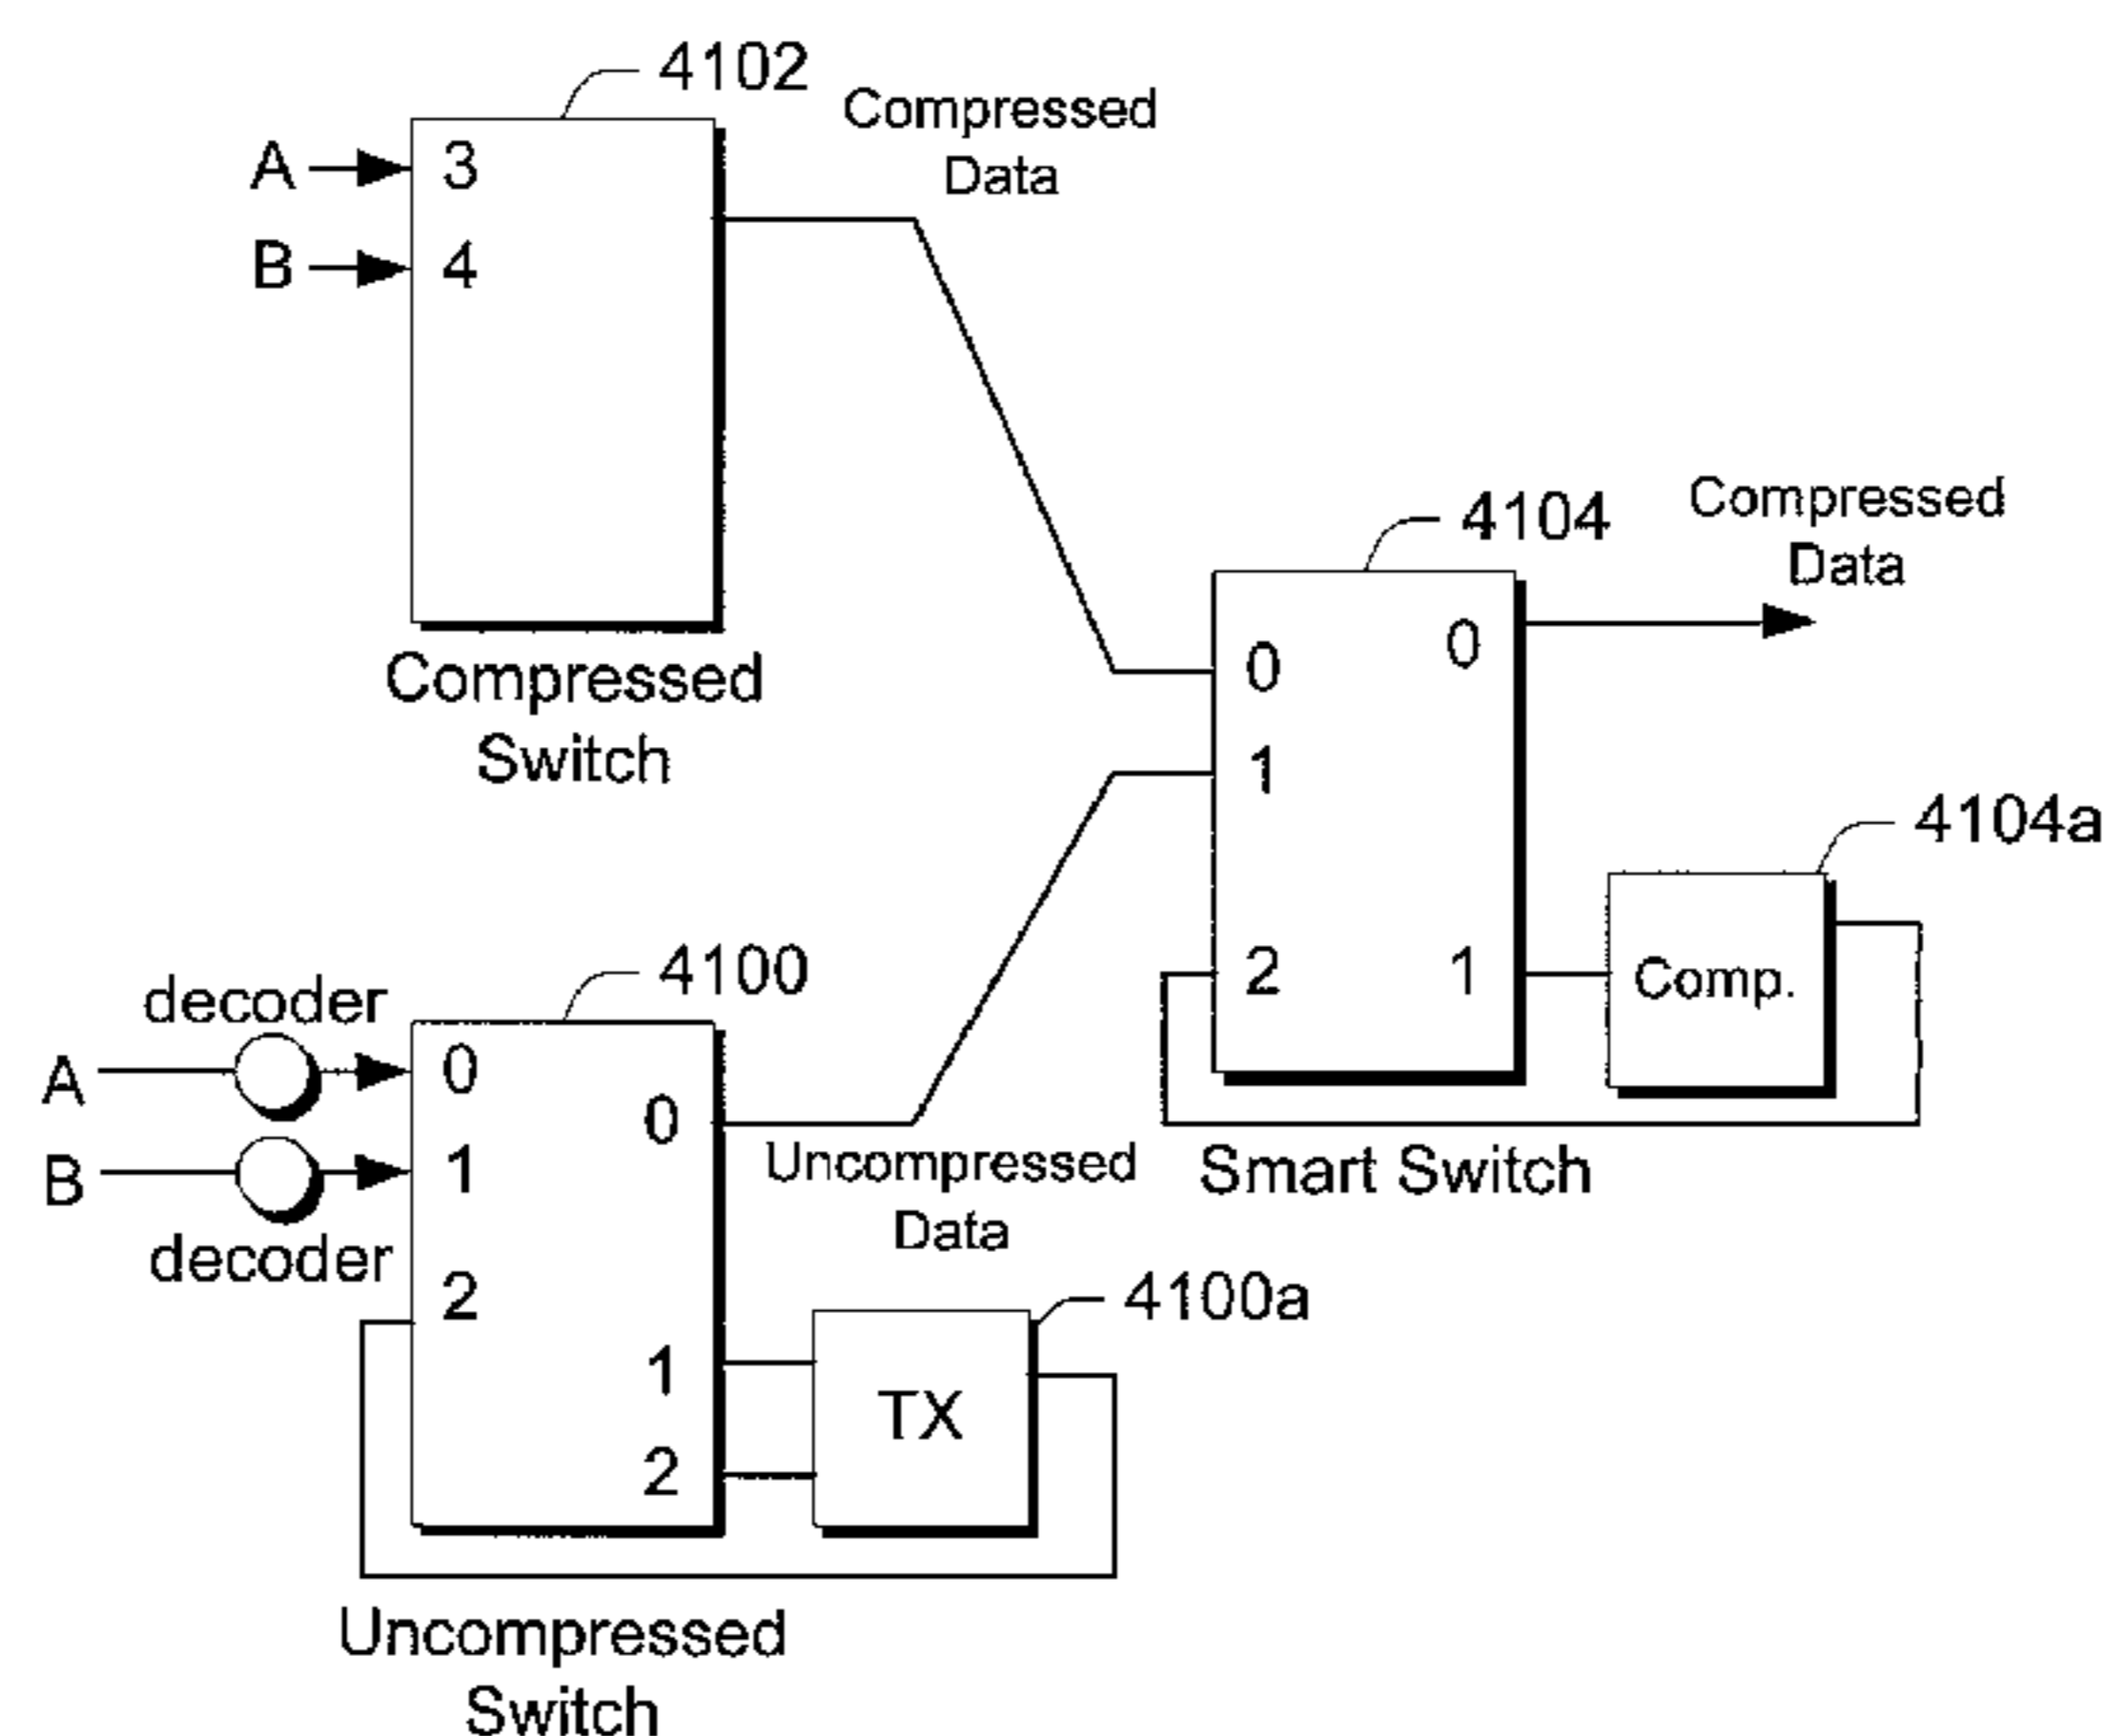 4102
Compressed
Data
A
3
B
4
Compressed
Switch
4104
Compressed
Data
0
0
1
2
1
4104a
Comp.
Smart Switch
4100
decoder
A
0
0
B
1
decoder
2
Uncompressed
Data
4100a
1
2
TX
Uncompressed
Switch